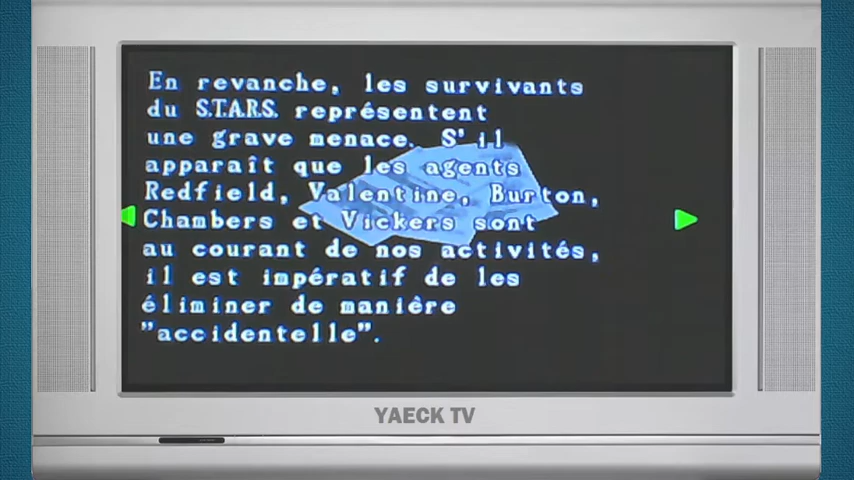 En revanche, les survivants
du S.T.A.R.S. représentent
une grave menace. S'il
apparaît que les agents
Redfield, Valentine, Burton,
Chambers et Vickers sont
au courant de nos activités,
il est impératif de les
éliminer de manière
"accidentelle".
YAECK TV